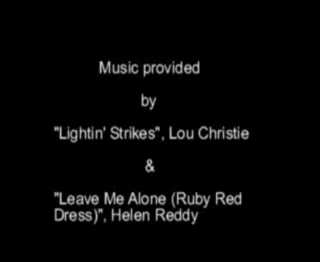 Music provided
by
"Lightin' Strikes", Lou Christie
&
"Leave Me Alone (Ruby Red
Dress)", Helen Reddy